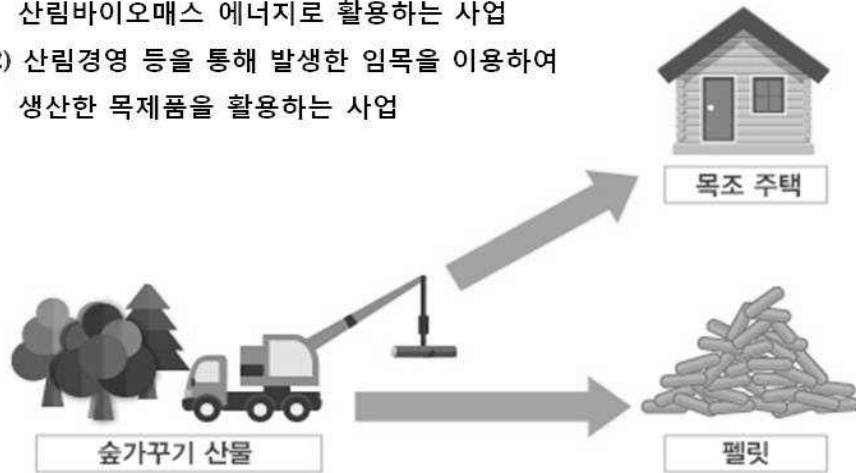 산림바이오매스 에너지로 활용하는 사업
) 산림경영 등을 통해 발생한 임목을 이용하여
생산한 목제품을 활용하는 사업
목조 주택
숲가꾸기 산물
펠릿